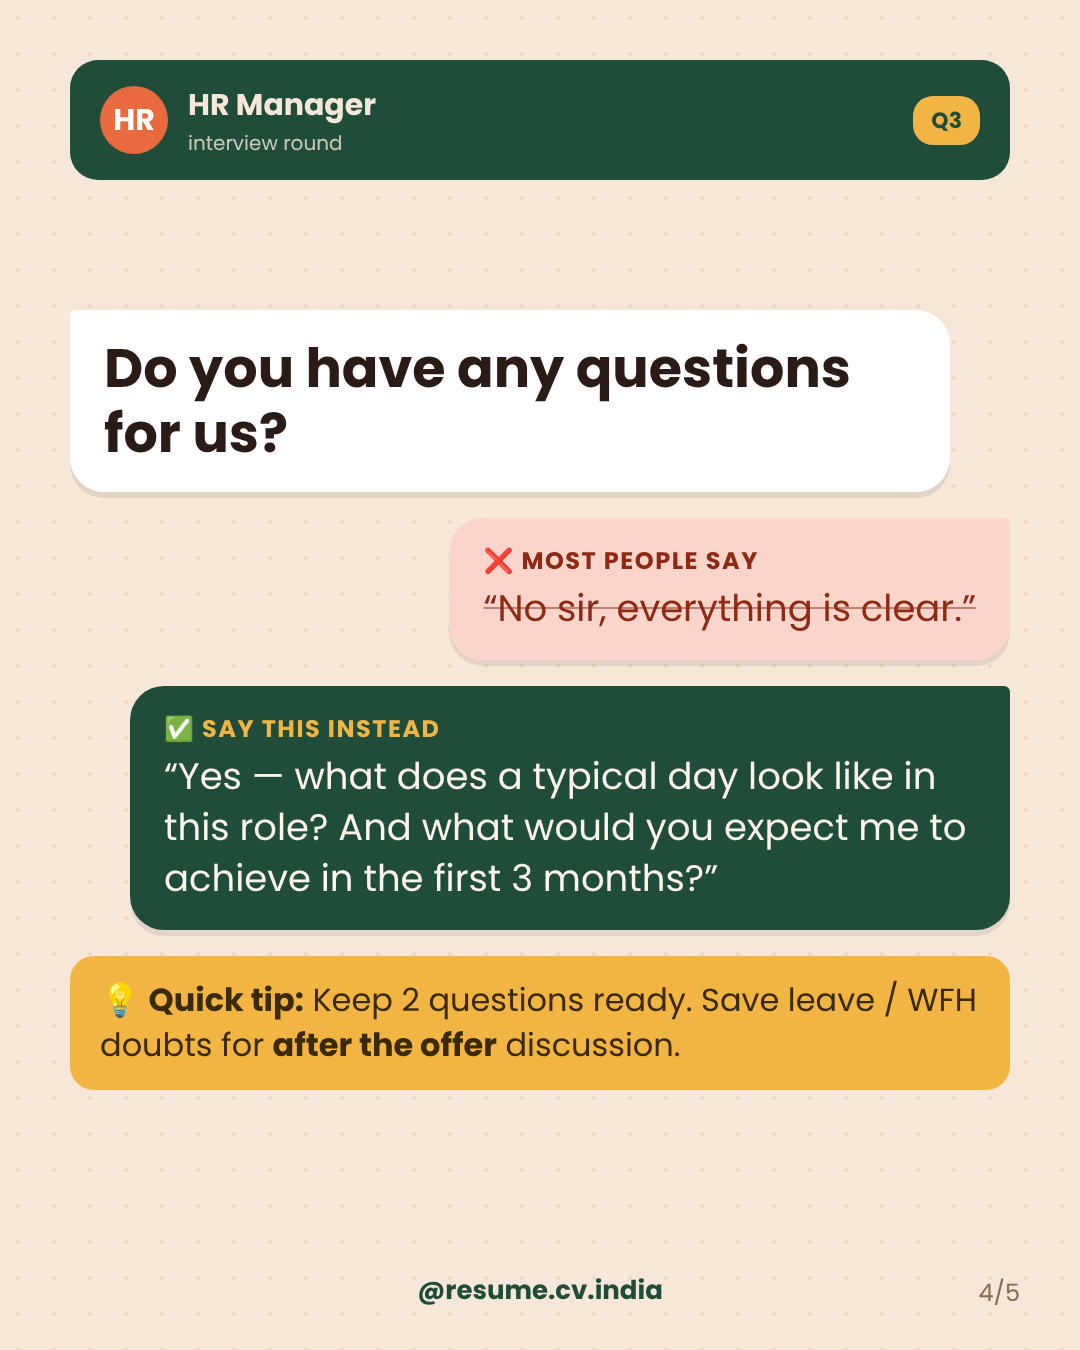 HR
HR Manager
interview round
Q3
Do you have any questions
for us?
❌ MOST PEOPLE SAY
“No sir, everything is clear.”
✅ SAY THIS INSTEAD
“Yes — what does a typical day look like in
this role? And what would you expect me to
achieve in the first 3 months?”
💡 Quick tip: Keep 2 questions ready. Save leave / WFH
doubts for after the offer discussion.
@resume.cv.india
4/5